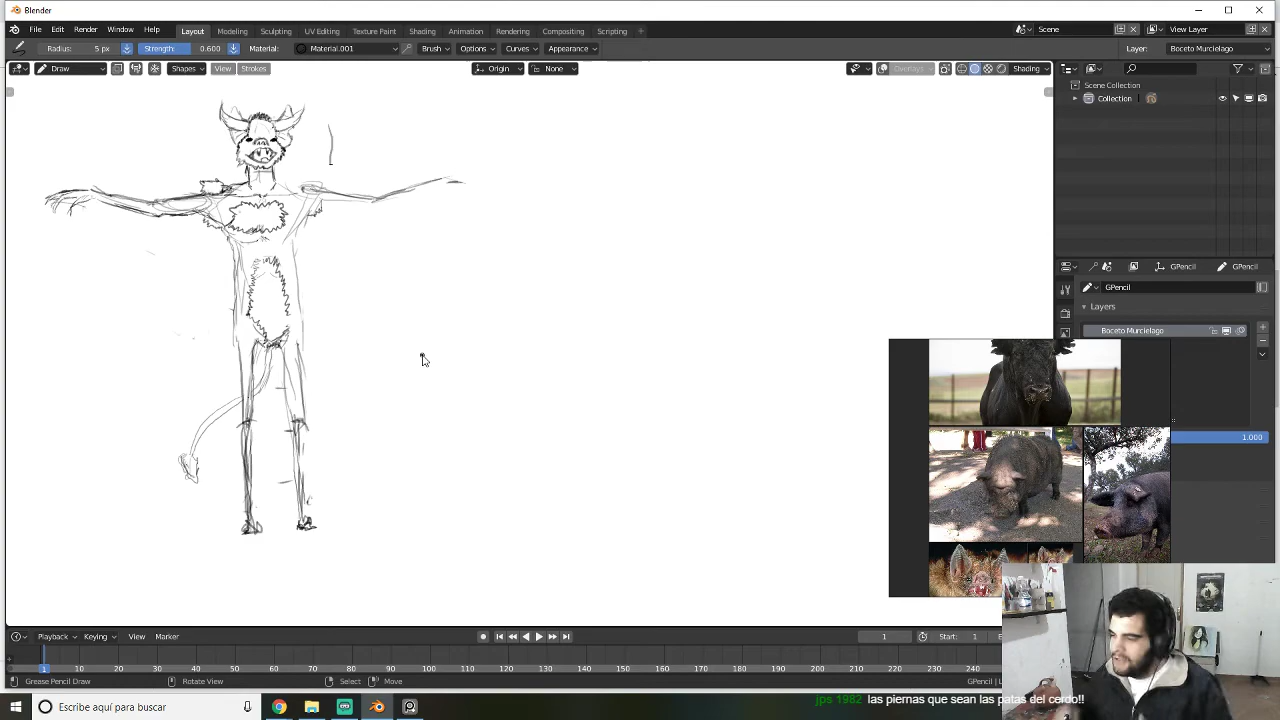 Blender
File Edit Render Window Help Layout Modeling Sculpting UV Editing Texture Paint Shading Animation Rendering Compositing Scripting + Scene View Layer
Radius: 5 px Strength: 0.600 Material: Material.001 Brush Options Curves Appearance Layer: Boceto Murcielago
Draw Shapes View Strokes Origin None Overlays Shading
Scene Collection
Collection
GPencil GPencil
GPencil
Layers
Boceto Murcielago
1.000
Playback Keying View Marker 1 Start: 1
1 10 20 30 40 50 60 70 80 90 100 110 120 130 140 150 160 170 180 190 200 210 220 230 240
Grease Pencil Draw Rotate View Select Move GPencil
jps 1982 las piernas que sean las patas del cerdo!!
Escribe aquí para buscar